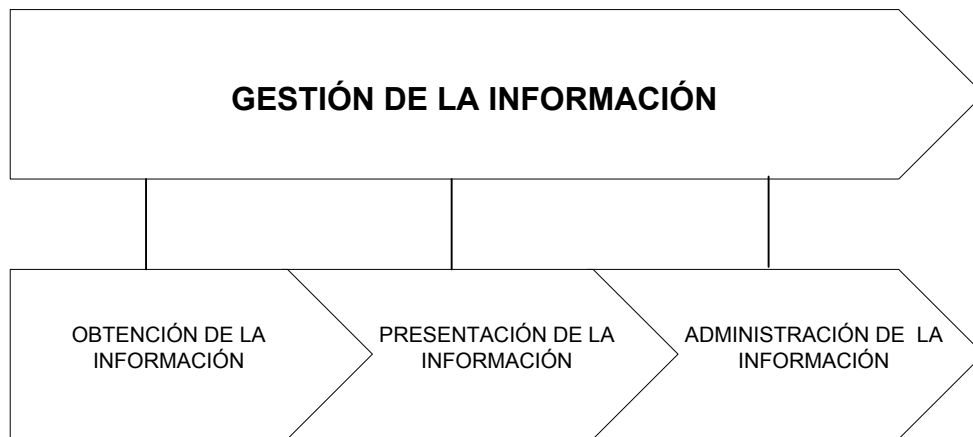 GESTIÓN DE LA INFORMACIÓN
OBTENCIÓN DE LA
INFORMACIÓN
PRESENTACIÓN DE LA
INFORMACIÓN
ADMINISTRACIÓN DE LA
INFORMACIÓN